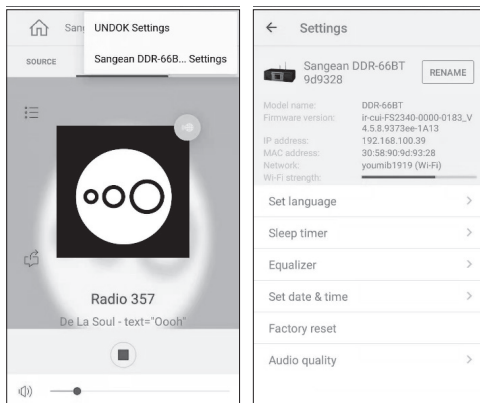 UNDOK Settings
Sangean DDR-66B... Settings
San
SOURCE
Radio 357
De La Soul - text="Oooh"
Settings
Sangean DDR-66BT
9d9328
RENAME
Model name: DDR-66BT
Firmware version: ir-cui-FS2340-0000-0183_V
4.5.8.9373ee-1A13
IP address: 192.168.100.39
MAC address: 30:58:90:9d:93:28
Network: youmib1919 (Wi-Fi)
Wi-Fi strength:
Set language
Sleep timer
Equalizer
Set date & time
Factory reset
Audio quality